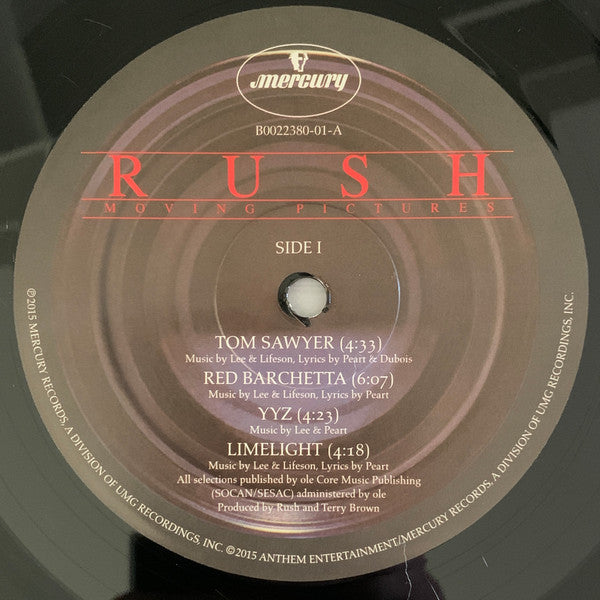 mercury
B0022380-01-A
RUSH
MOVING PICTURES
SIDE I
TOM SAWYER (4:33)
Music by Lee & Lifeson, Lyrics by Peart & Dubois
RED BARCHETTA (6:07)
Music by Lee & Lifeson, Lyrics by Peart
YYZ (4:23)
Music by Lee & Peart
LIMELIGHT (4:18)
Music by Lee & Lifeson, Lyrics by Peart
All selections published by ole Core Music Publishing
(SOCAN/SESAC) administered by ole
Produced by Rush and Terry Brown
℗2015 MERCURY RECORDS, A DIVISION OF UMG RECORDINGS, INC. ©2015 ANTHEM ENTERTAINMENT/MERCURY RECORDS, A DIVISION OF UMG RECORDINGS, INC.